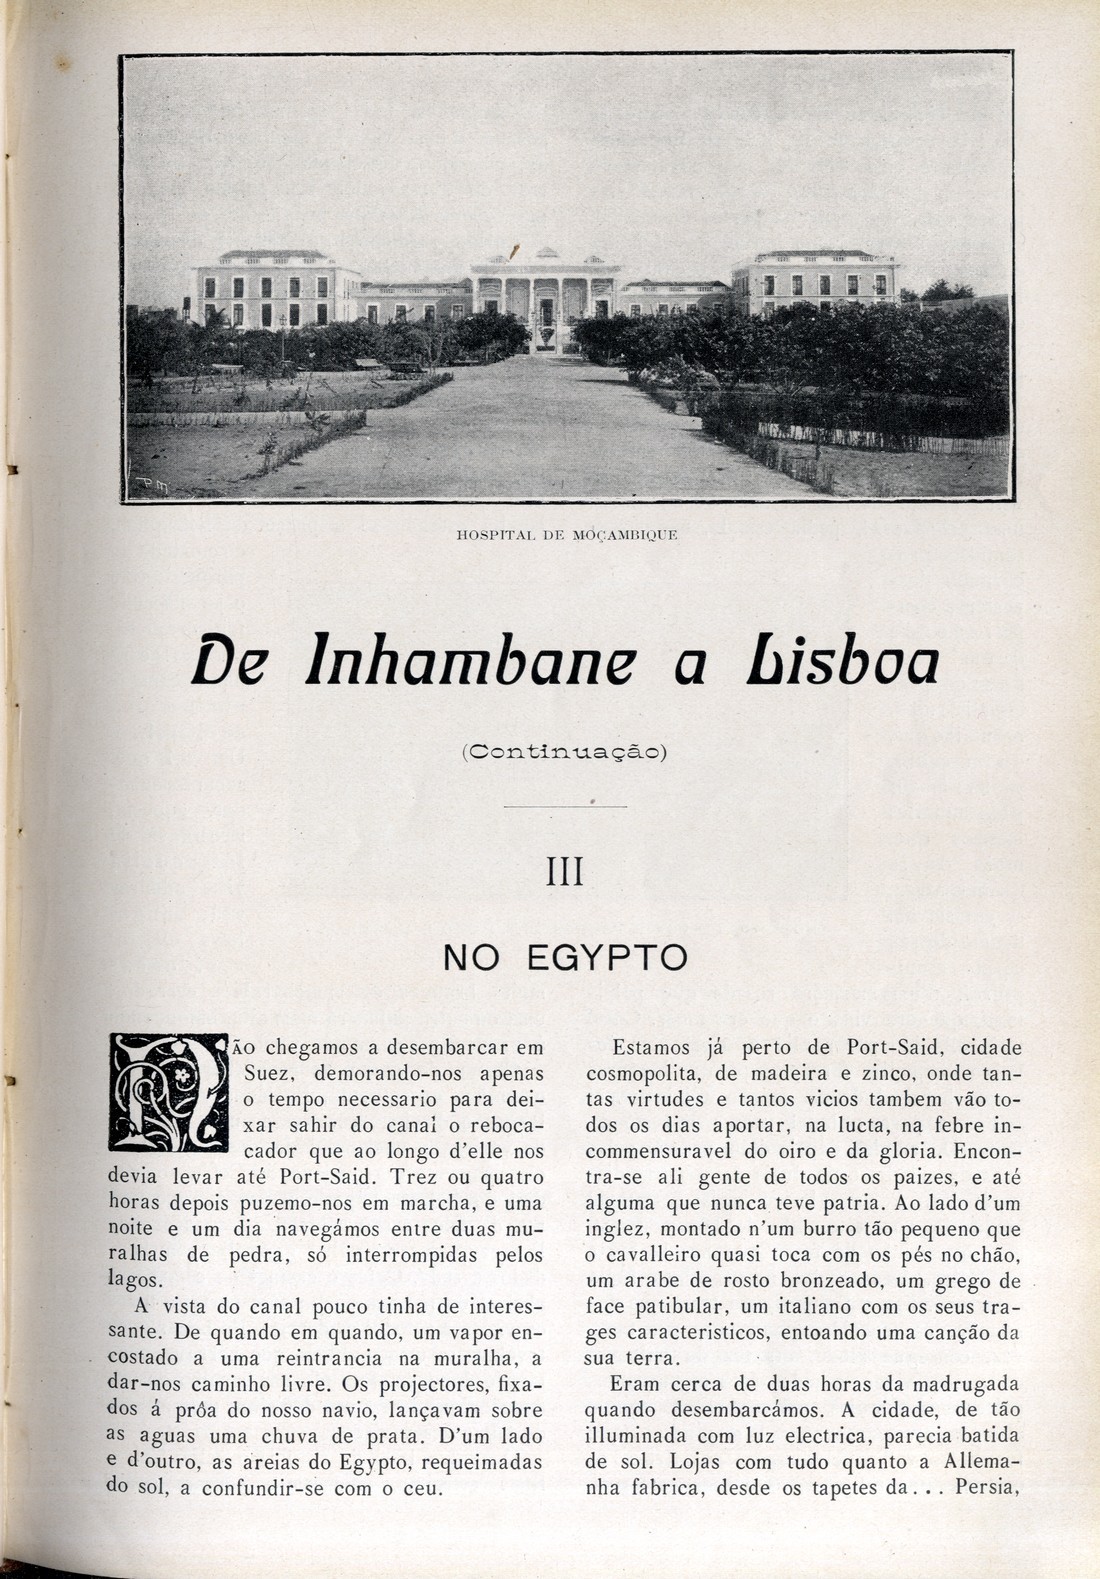 PM
HOSPITAL DE MOÇAMBIQUE
De Inhambane a Lisboa
(Continuação)
III
NO EGYPTO
NÃO chegamos a desembarcar em
Suez, demorando-nos apenas
o tempo necessario para dei-
xar sahir do canal o reboca-
cador que ao longo d'elle nos
devia levar até Port-Said. Trez ou quatro
horas depois puzemo-nos em marcha, e uma
noite e um dia navegámos entre duas mu-
ralhas de pedra, só interrompidas pelos
lagos.
A vista do canal pouco tinha de interes-
sante. De quando em quando, um vapor en-
costado a uma reintrancia na muralha, a
dar-nos caminho livre. Os projectores, fixa-
dos á prôa do nosso navio, lançavam sobre
as aguas uma chuva de prata. D'um lado
e d'outro, as areias do Egypto, requeimadas
do sol, a confundir-se com o ceu.
Estamos já perto de Port-Said, cidade
cosmopolita, de madeira e zinco, onde tan-
tas virtudes e tantos vicios tambem vão to-
dos os dias aportar, na lucta, na febre in-
commensuravel do oiro e da gloria. Encon-
tra-se ali gente de todos os paizes, e até
alguma que nunca teve patria. Ao lado d'um
inglez, montado n'um burro tão pequeno que
o cavalleiro quasi toca com os pés no chão,
um arabe de rosto bronzeado, um grego de
face patibular, um italiano com os seus tra-
ges caracteristicos, entoando uma canção da
sua terra.
Eram cerca de duas horas da madrugada
quando desembarcámos. A cidade, de tão
illuminada com luz electrica, parecia batida
de sol. Lojas com tudo quanto a Allema-
nha fabrica, desde os tapetes da... Persia,